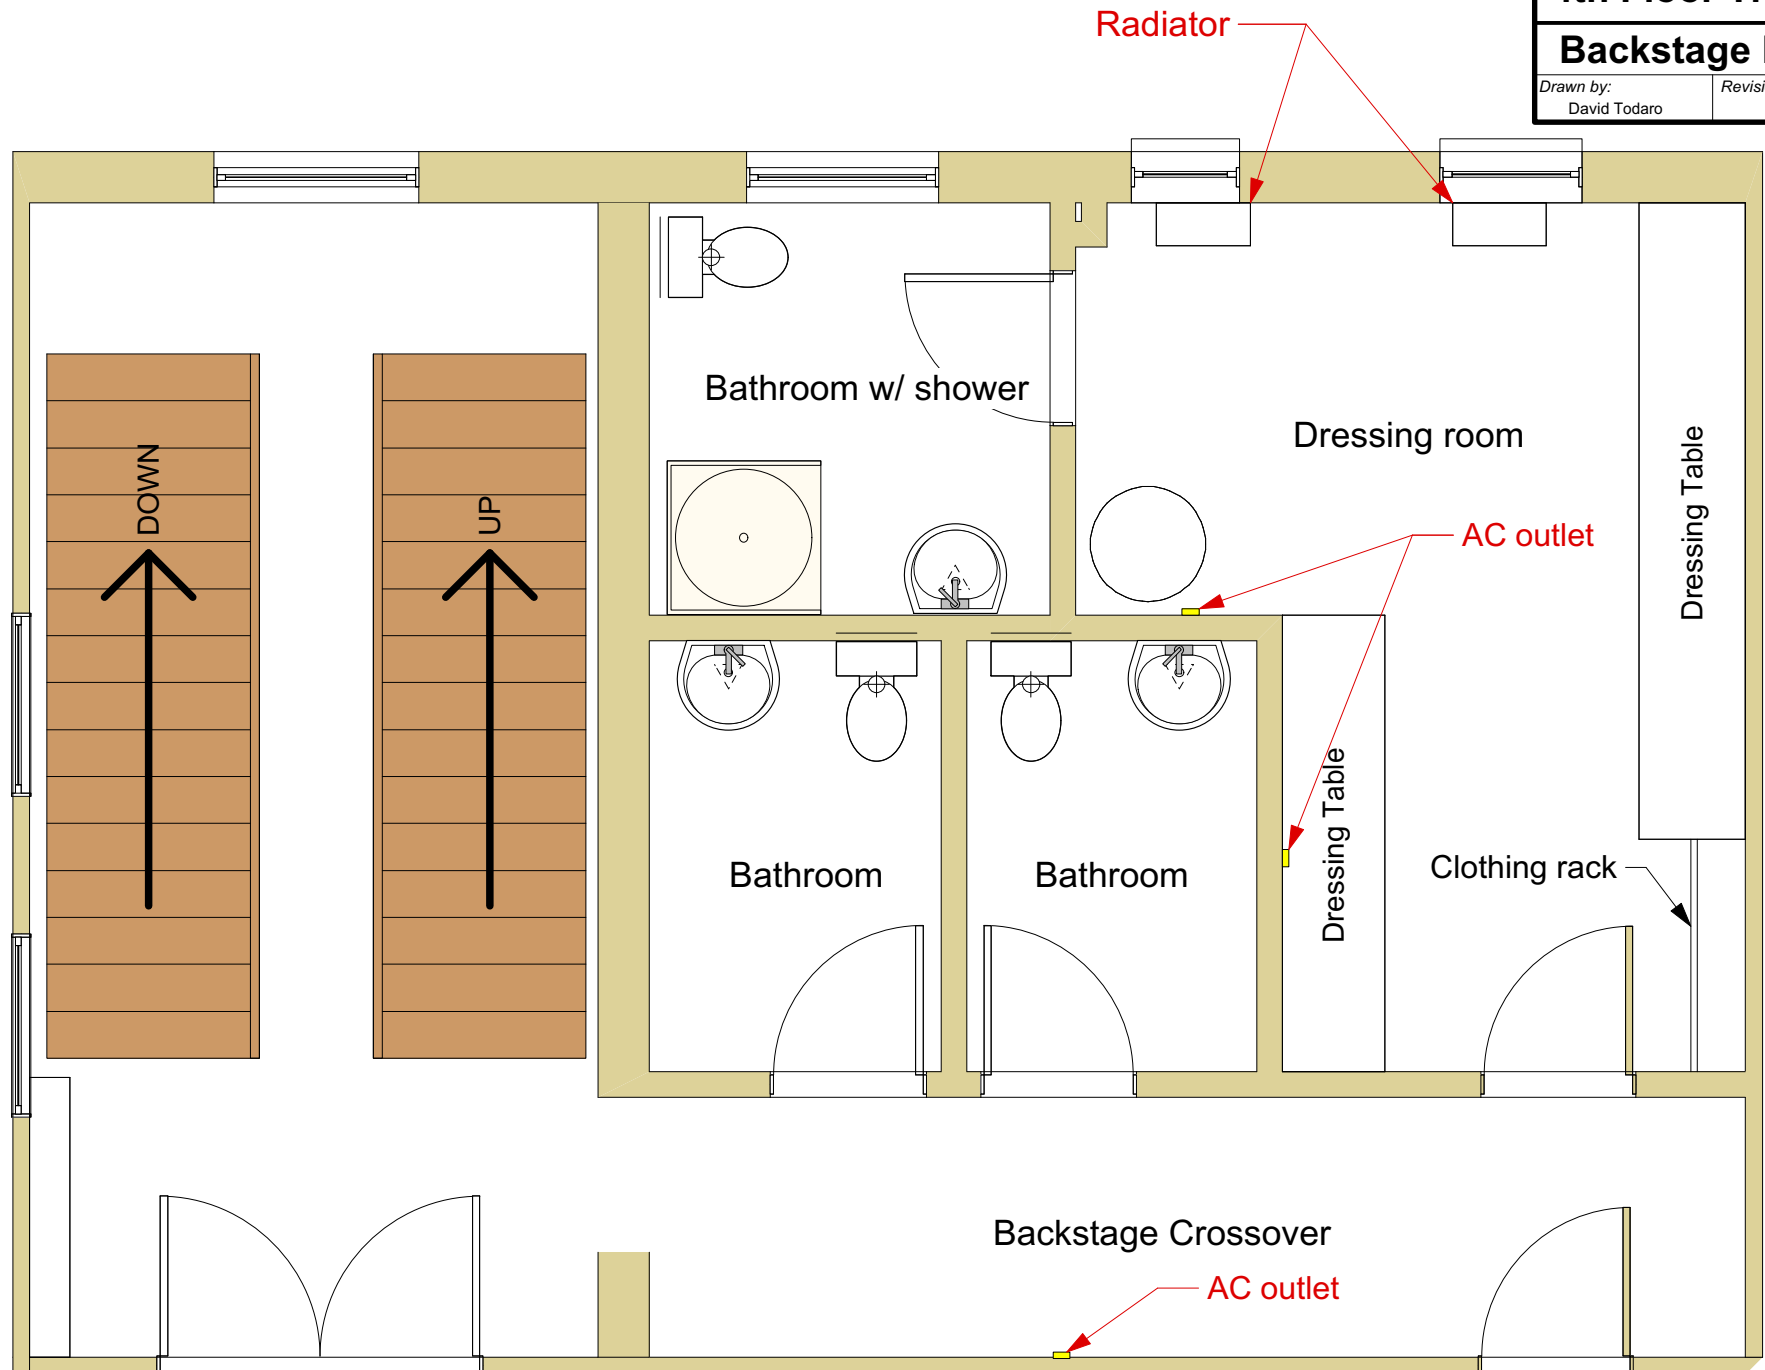 Radiator
Backstage
Drawn by:
David Todaro
Bathroom w/ shower
Dressing room
DOWN
UP
AC outlet
Dressing Table
Dressing Table
Bathroom
Bathroom
Clothing rack
Backstage Crossover
AC outlet